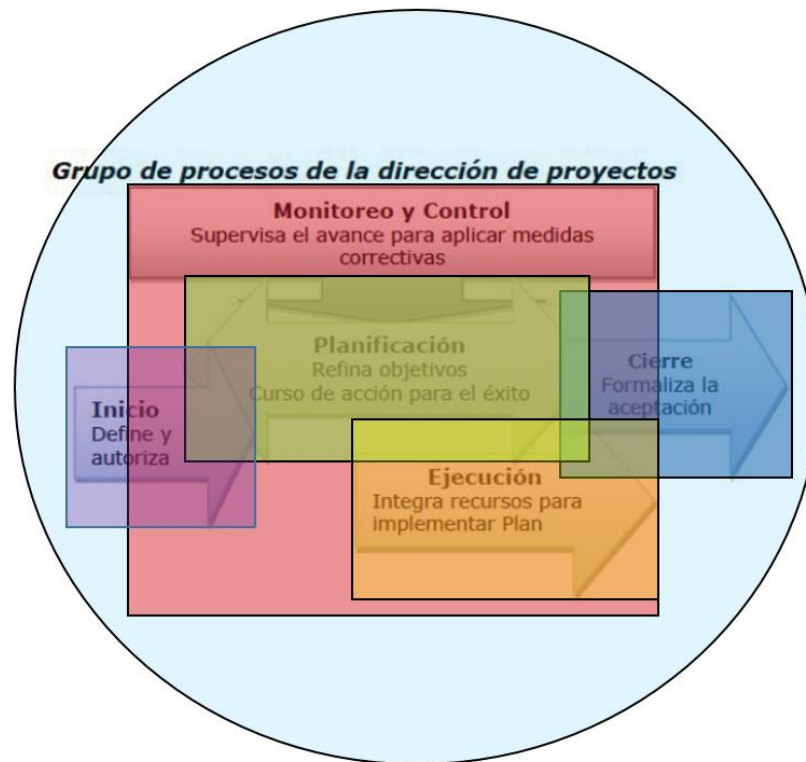 Grupo de procesos de la dirección de proyectos
Monitoreo y Control
Supervisa el avance para aplicar medidas
correctivas
Planificación
Refina objetivos
Curso de acción para el éxito
Inicio
Define y
autoriza
Ejecución
Integra recursos para
implementar Plan
Cierre
Formaliza la
aceptación